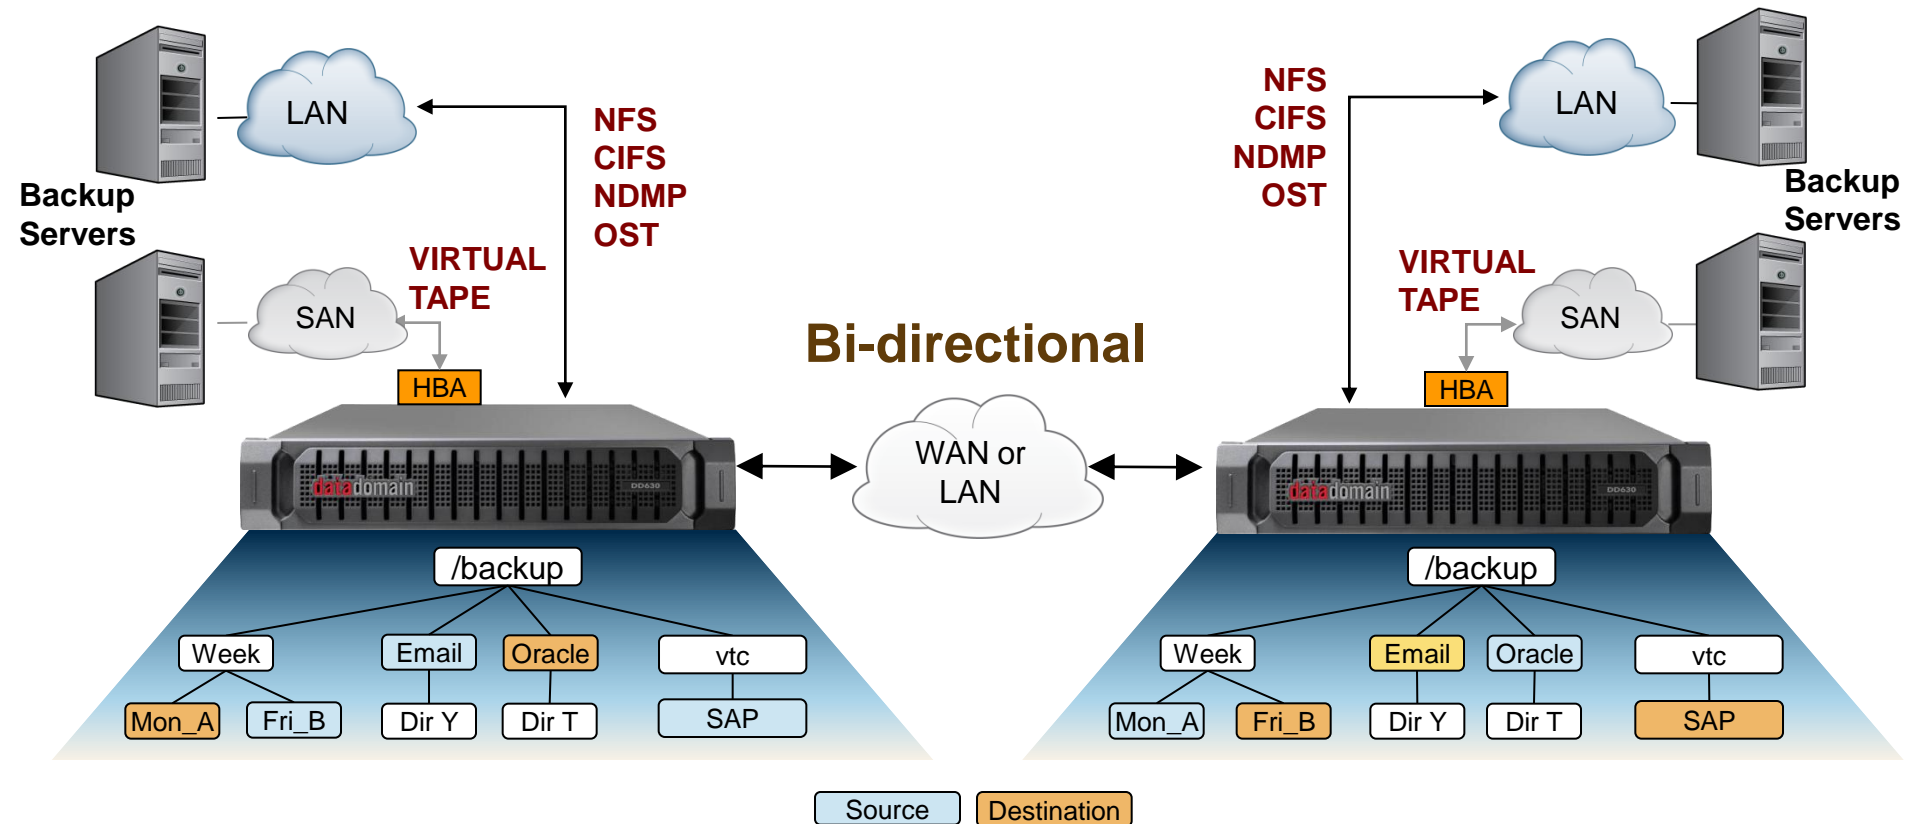 LAN
NFS
CIFS
NDMP
OST
Backup
Servers
VIRTUAL
TAPE
SAN
HBA
Bi-directional
WAN or
LAN
NFS
CIFS
NDMP
OST
LAN
Backup
Servers
VIRTUAL
TAPE
SAN
HBA
datadomain
DD630
datadomain
DD630
/backup
Week
Email
Oracle
vtc
Mon_A
Fri_B
Dir Y
Dir T
SAP
/backup
Week
Email
Oracle
vtc
Mon_A
Fri_B
Dir Y
Dir T
SAP
Source
Destination